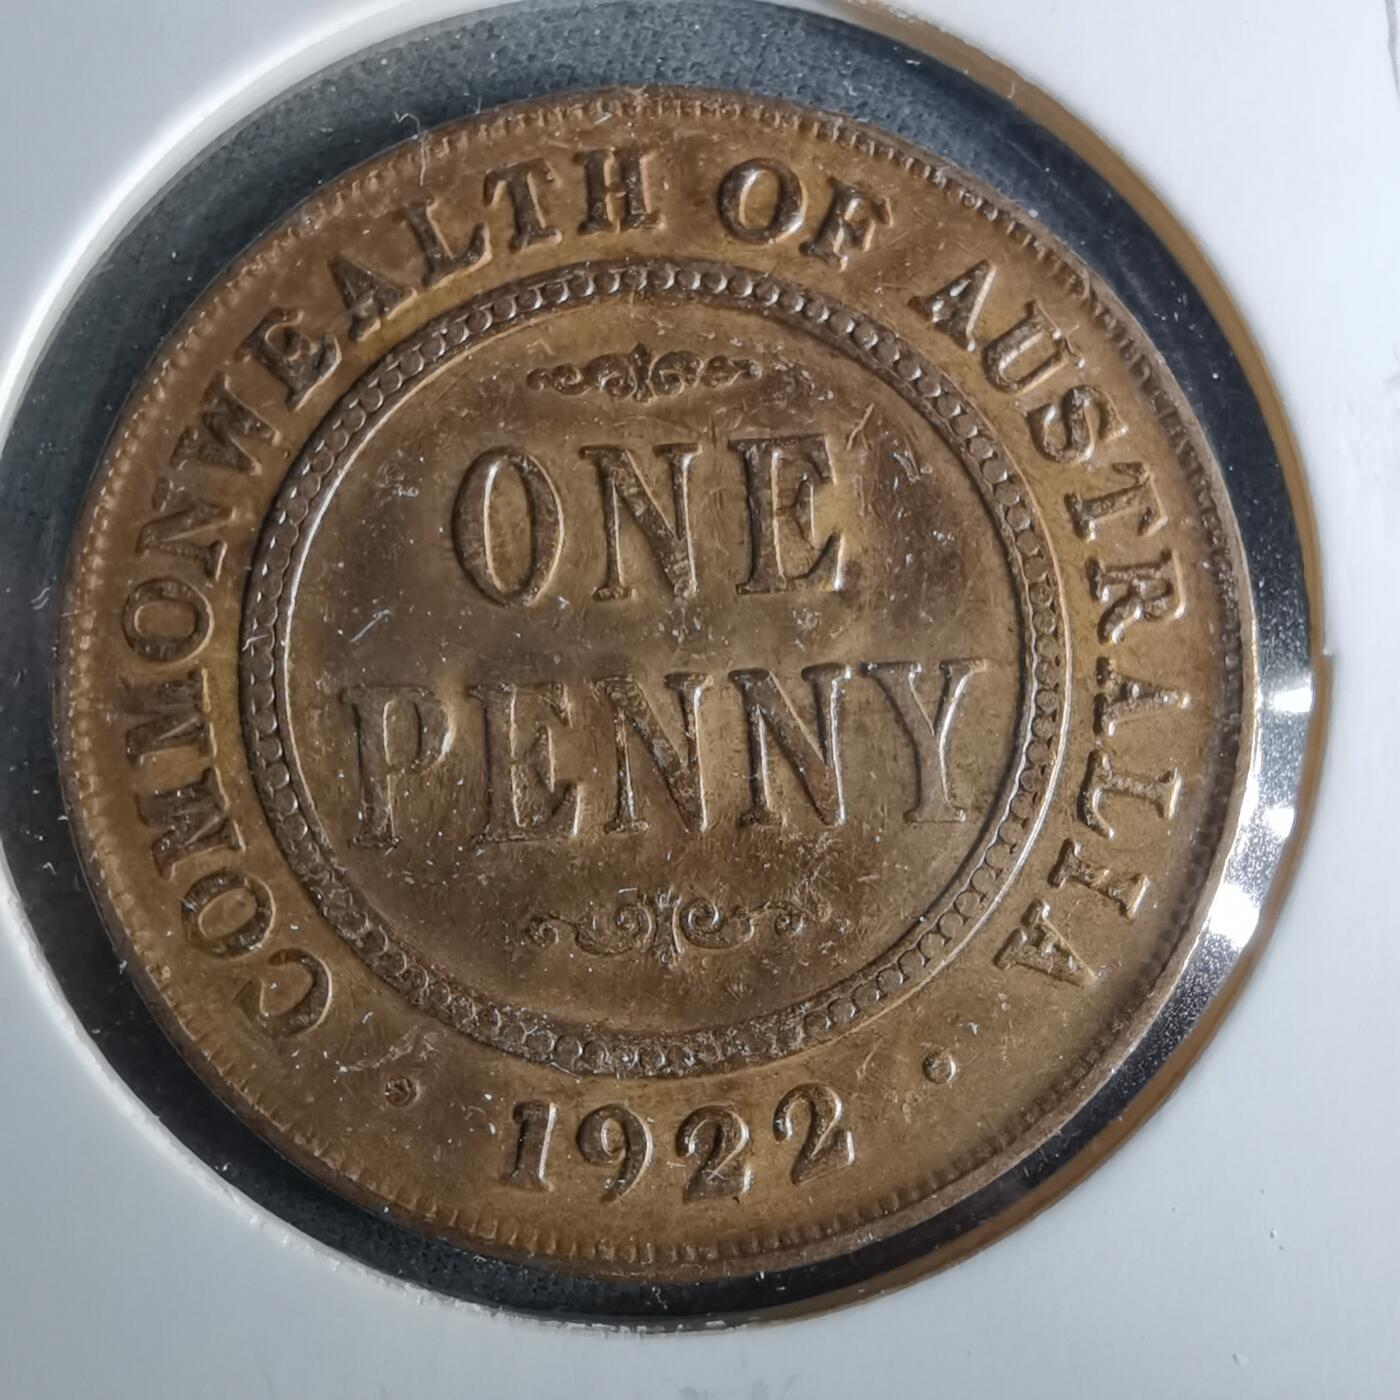 COMMONWEALTH OF AUSTRALIA
ONE
PENNY
· 1922 ·